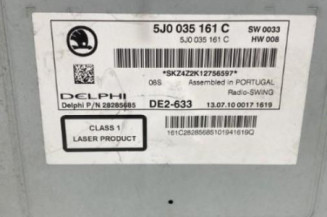 5J0 035 161 C SW 0033
5J0 035 161 C HW 008
*SKZ4Z2K12756597*
08S Assembled in PORTUGAL
Radio-SWING
DELPHI
Delphi P/N 28285685 DE2-633 13.07.10 0017 1619
CLASS 1
LASER PRODUCT
161C28285685101941619Q